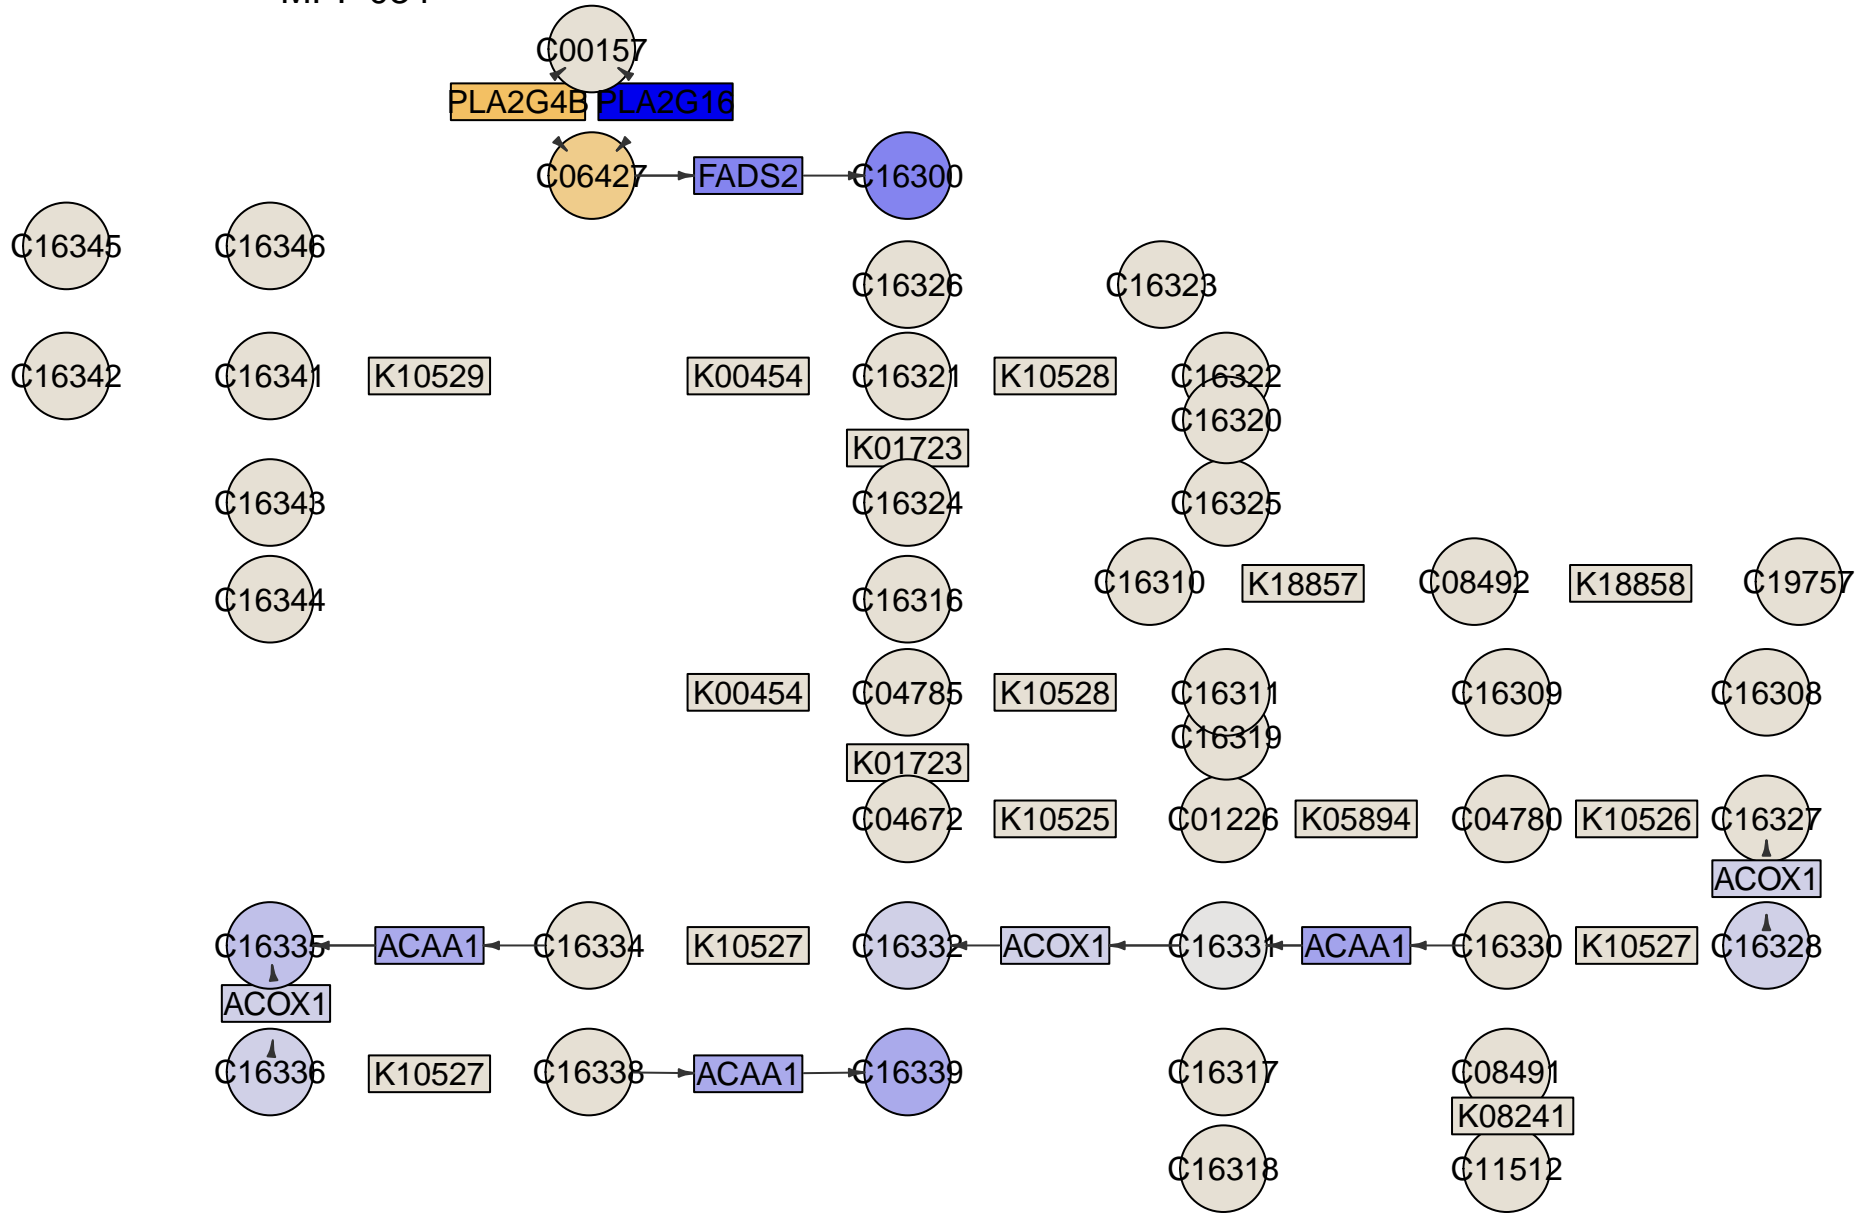 C00157
PLA2G4B PLA2G16
C06427 FADS2 C16300
C16345 C16346
C16326 C16323
C16342 C16341 K10529 K00454 C16321 K10528 C16322
C16320
K01723
C16343 C16324 C16325
C16310 K18857 C08492 K18858 C19757
C16344 C16316
K00454 C04785 K10528 C16311 C16309 C16308
C16319
K01723
C04672 K10525 C01226 K05894 C04780 K10526 C16327
ACOX1
C16335 ACAA1 C16334 K10527 C16332 ACOX1 C16331 ACAA1 C16330 K10527 C16328
ACOX1
C16336 K10527 C16338 ACAA1 C16339 C16317 C08491
K08241
C16318 C11512